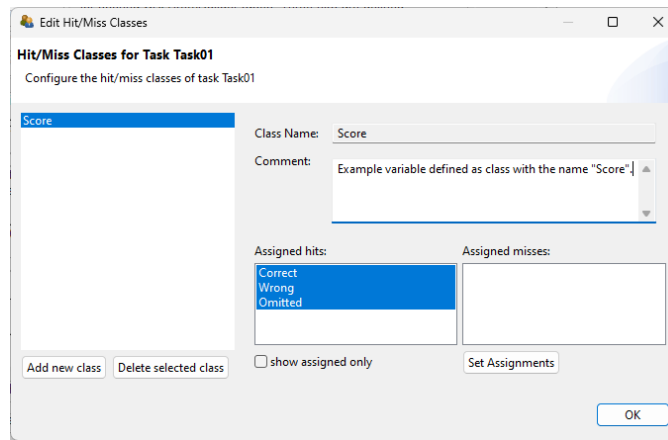 Edit Hit/Miss Classes
Hit/Miss Classes for Task Task01
Configure the hit/miss classes of task Task01
Score
Class Name: Score
Comment: Example variable defined as class with the name "Score".
Assigned hits: Assigned misses:
Correct
Wrong
Omitted
show assigned only Set Assignments
Add new class Delete selected class
OK